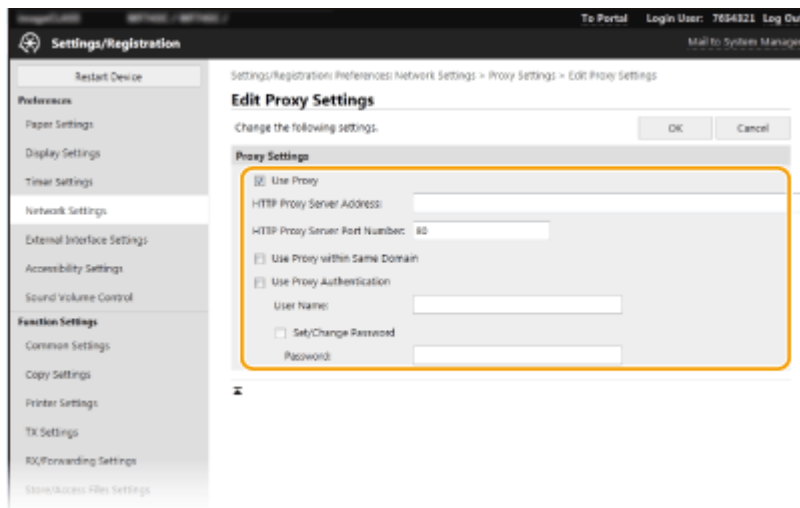 To Portal Login User: 7654321 Log Ou
Settings/Registration
Mail to System Manager
Restart Device
Settings/Registration: Preferences: Network Settings > Proxy Settings > Edit Proxy Settings
Preferences
Edit Proxy Settings
Paper Settings
Change the following settings.
OK
Cancel
Display Settings
Proxy Settings
Timer Settings
Use Proxy
Network Settings
HTTP Proxy Server Address:
HTTP Proxy Server Port Number: 80
External Interface Settings
Use Proxy within Same Domain
Accessibility Settings
Use Proxy Authentication
Sound Volume Control
User Name:
Function Settings
Set/Change Password
Common Settings
Password:
Copy Settings
Printer Settings
TX Settings
RX/Forwarding Settings
Store/Access Files Settings